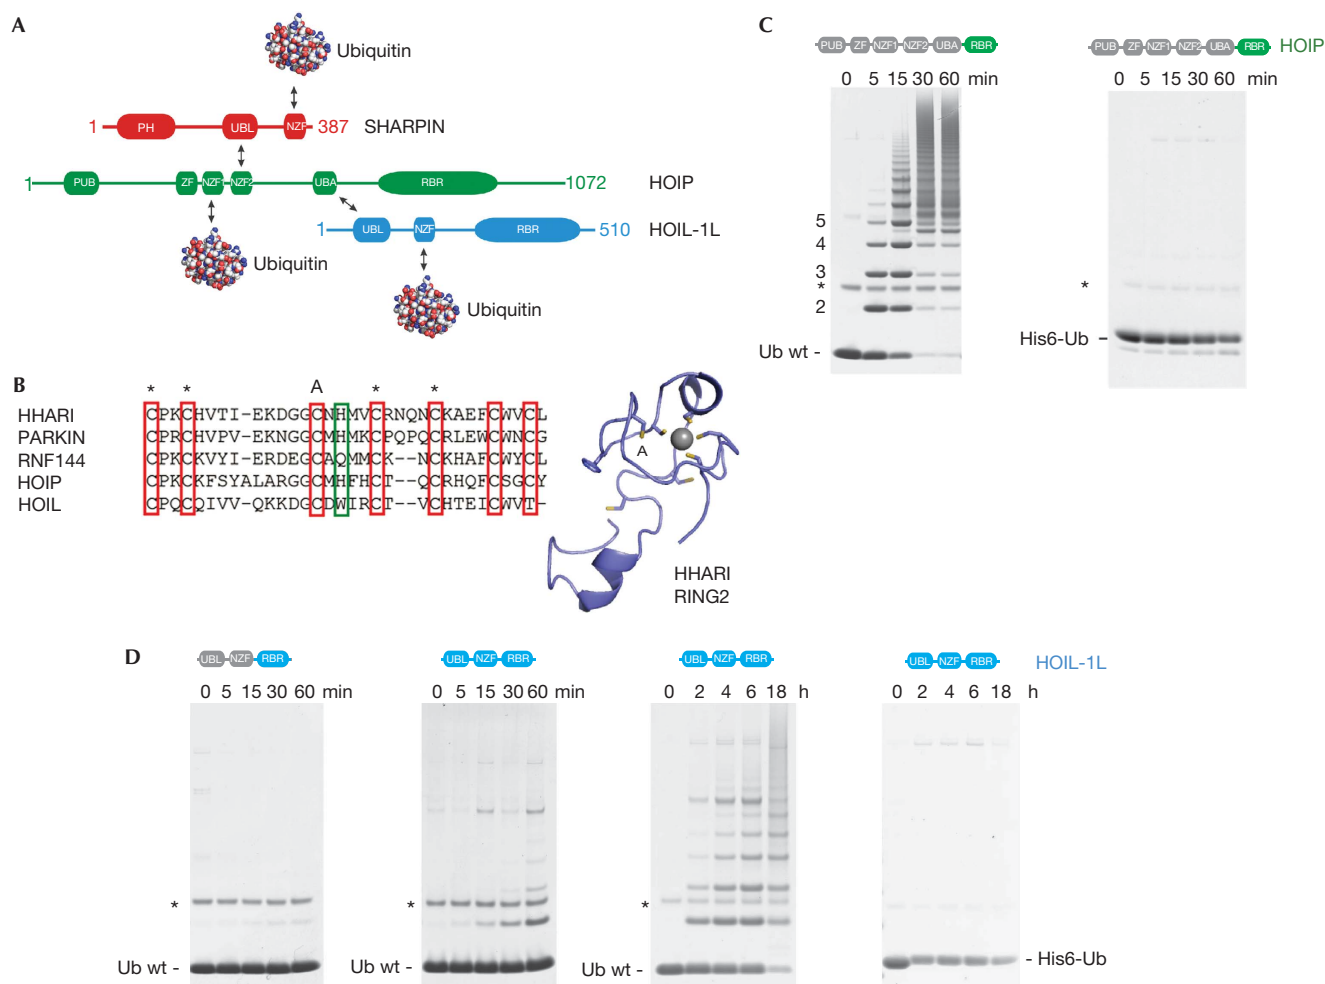 A
Ubiquitin
1 PH UBL NZF 387 SHARPIN
1 PUB ZF NZF1 NZF2 UBA RBR 1072 HOIP
1 UBL NZF RBR 510 HOIL-1L
Ubiquitin
Ubiquitin
B
* * A * *
HHARI CPKCHVTI-EKDGGCNHMVCRNQNCKAEFCWVCL
PARKIN CPRCHVPV-EKNGGCMHMKCPQPQCRLEWCWNCG
RNF144 CPKCKVYI-ERDEGCAQMMCK--NCKHAFCWYCL
HOIP CPKCKFSYALARGGCMHFHCT--QCRHQFCSGCY
HOIL CPQCQIVV-QKKDGCDWIRCT--VCHTEICWVT-
A
HHARI
RING2
C
PUB ZF NZF1 NZF2 UBA RBR
0 5 15 30 60 min
5
4
3
*
2
Ub wt -
PUB ZF NZF1 NZF2 UBA RBR HOIP
0 5 15 30 60 min
*
His6-Ub -
D
UBL NZF RBR
0 5 15 30 60 min
*
Ub wt -
UBL NZF RBR
0 5 15 30 60 min
*
Ub wt -
UBL NZF RBR
0 2 4 6 18 h
*
Ub wt -
UBL NZF RBR HOIL-1L
0 2 4 6 18 h
- His6-Ub